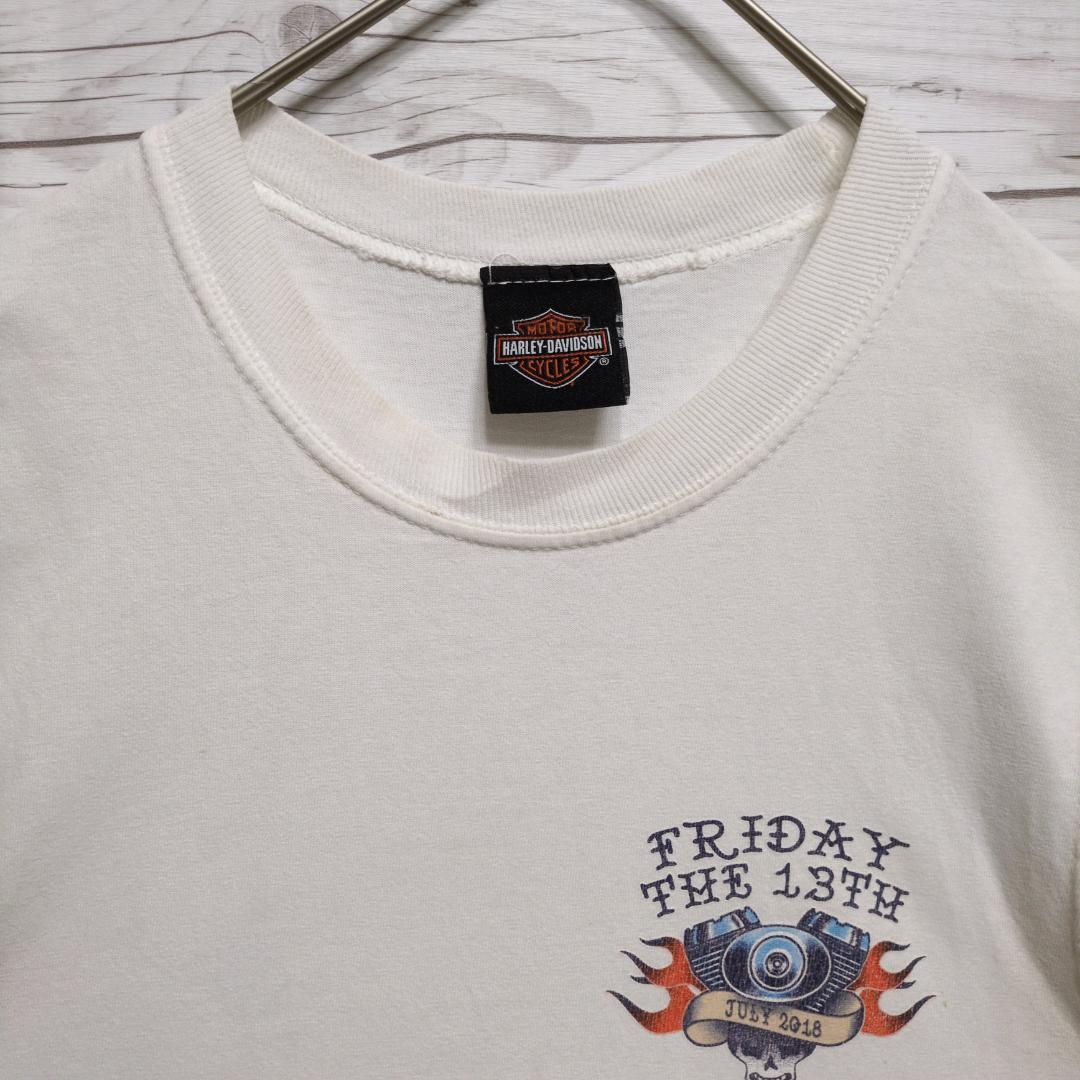 MOTOR
HARLEY-DAVIDSON
CYCLES
®
FRIDAY
THE 13TH
JULY 2018